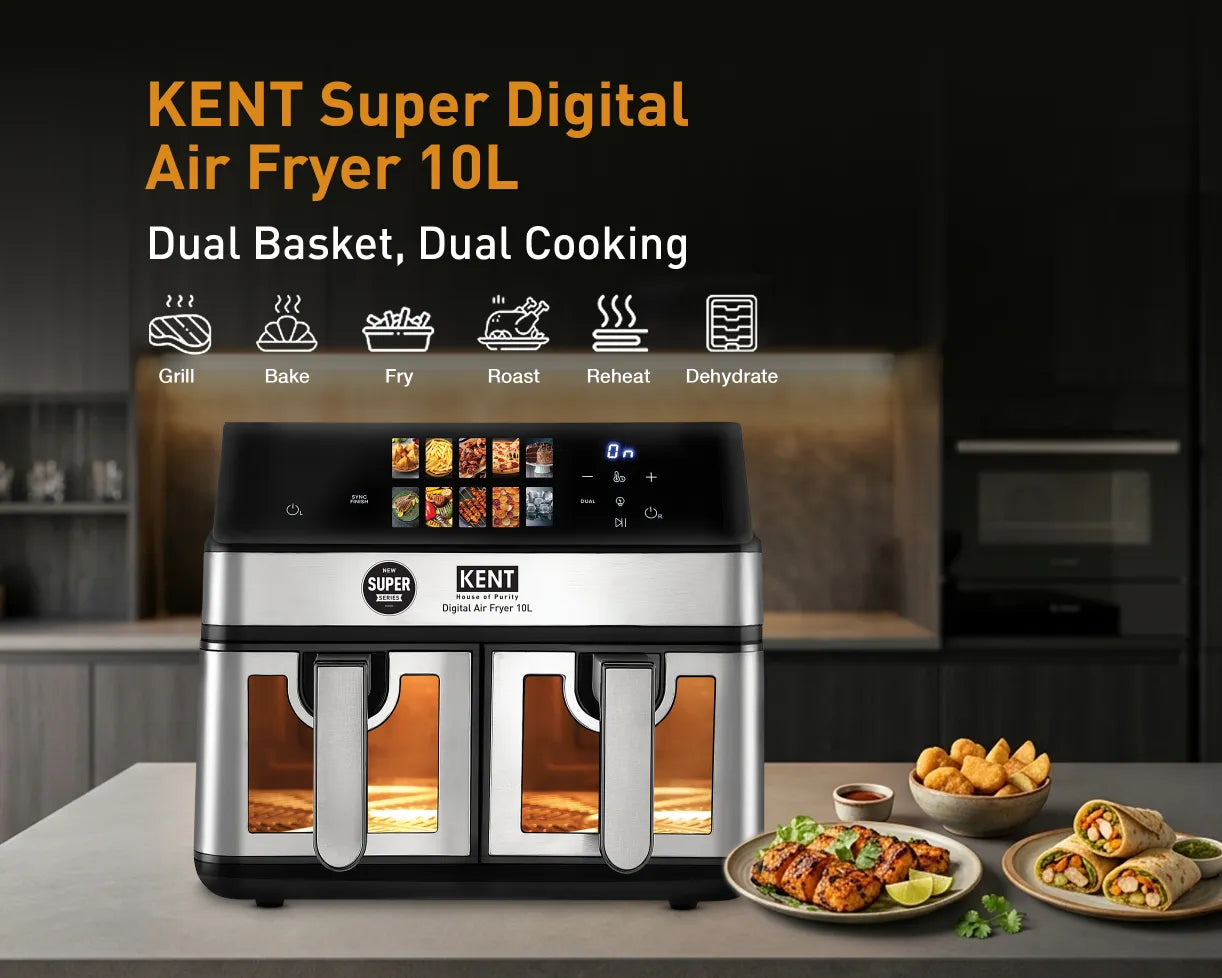 KENT Super Digital
Air Fryer 10L
Dual Basket, Dual Cooking
Grill Bake Fry Roast Reheat Dehydrate
On
SYNC
FINISH
DUAL
L
R
NEW
SUPER
SERIES
KENT
House of Purity
Digital Air Fryer 10L